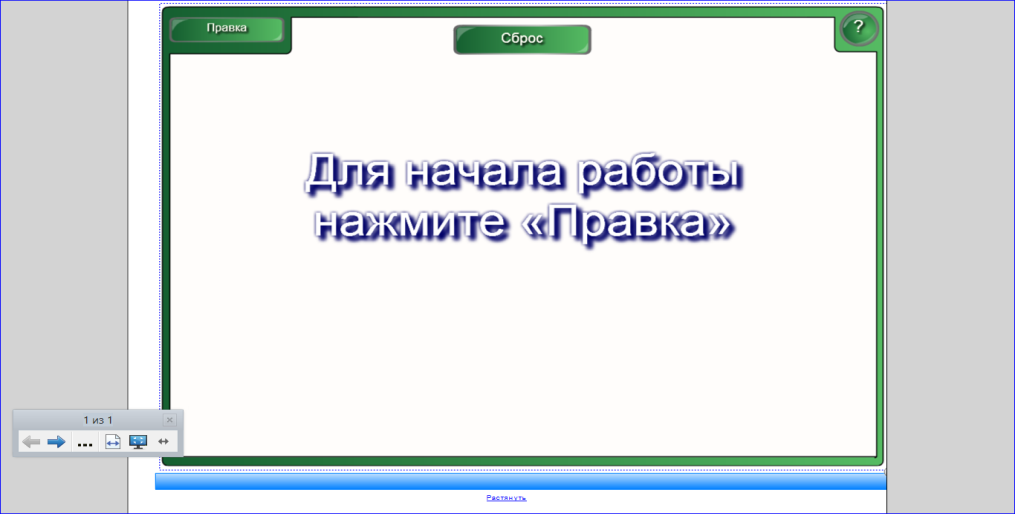 Правка
Сброс
?
Для начала работы
нажмите «Правка»
1 из 1
...
Растянуть